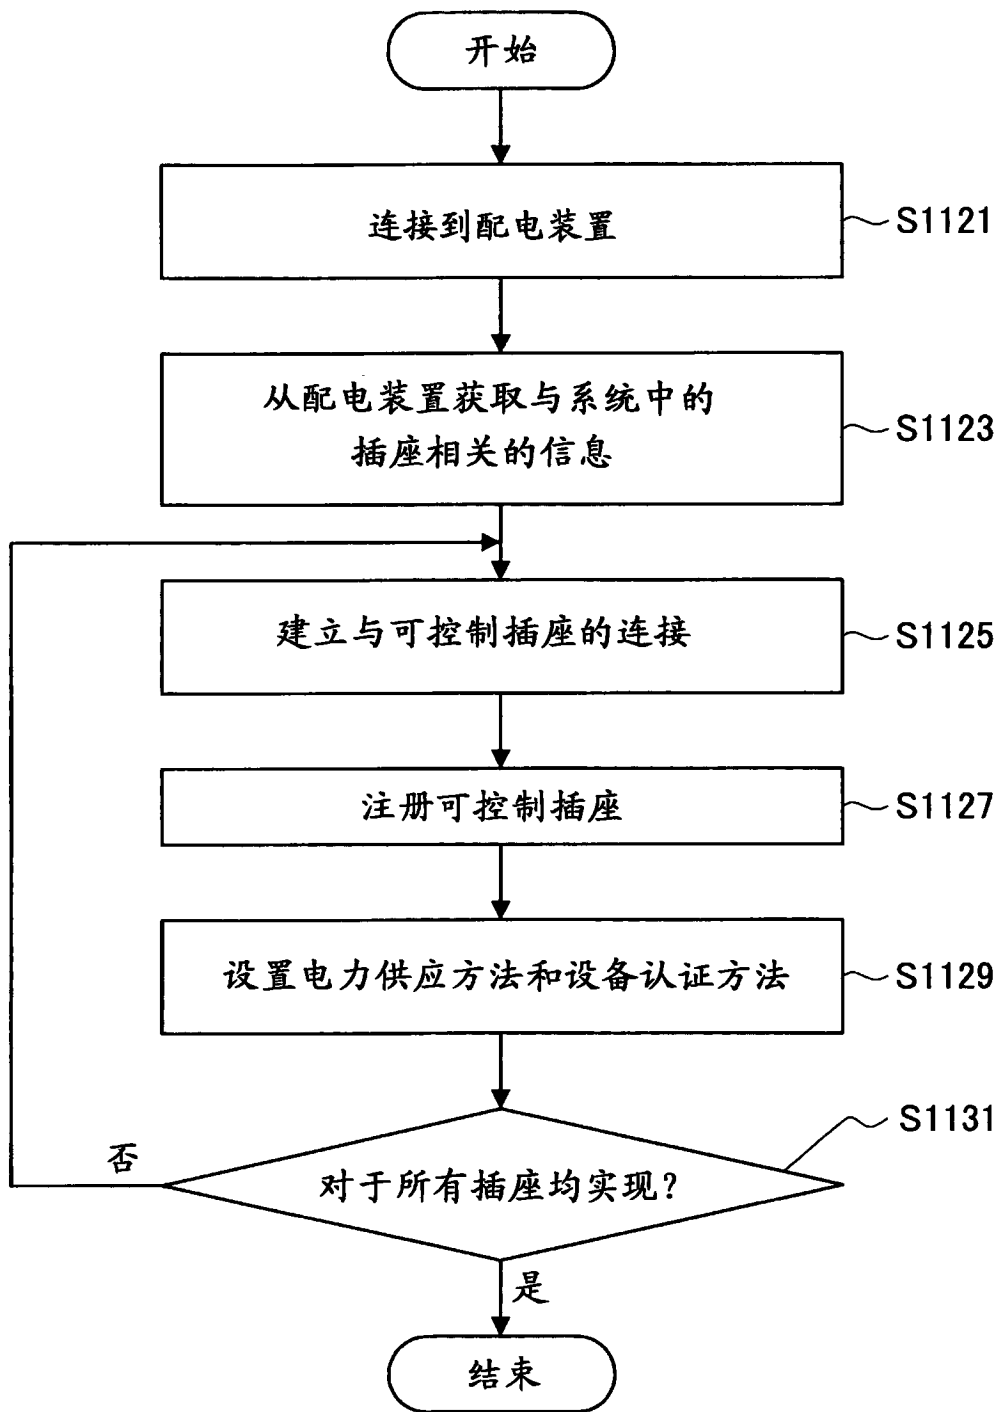 开始
连接到配电装置
S1121
从配电装置获取与系统中的
插座相关的信息
S1123
建立与可控制插座的连接
S1125
注册可控制插座
S1127
设置电力供应方法和设备认证方法
S1129
S1131
否
对于所有插座均实现?
是
结束